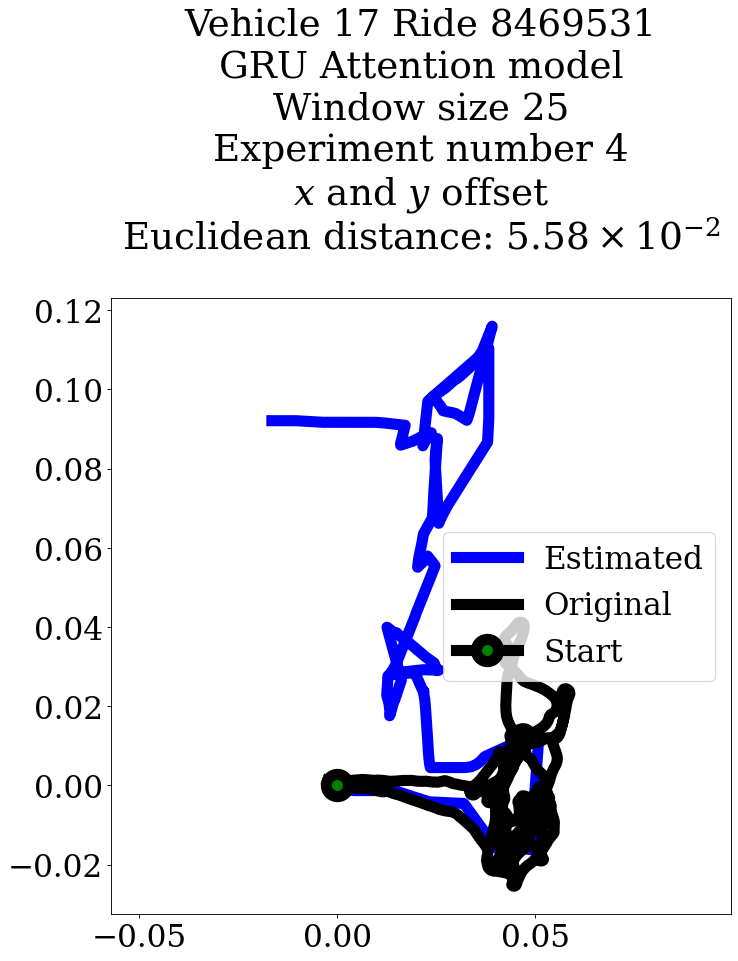 Vehicle 17 Ride 8469531
GRU Attention model
Window size 25
Experiment number 4
x and y offset
Euclidean distance: 5.58 × 10⁻²
0.12
0.10
0.08
0.06
0.04
0.02
0.00
−0.02
Estimated
Original
Start
−0.05
0.00
0.05